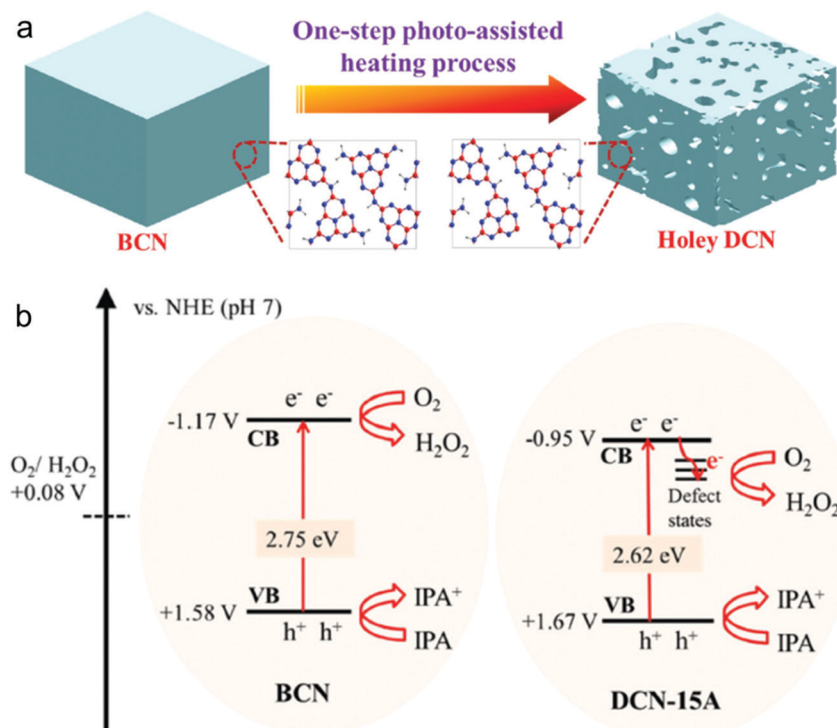 a
One-step photo-assisted
heating process
BCN
Holey DCN
b
vs. NHE (pH 7)
O₂/ H₂O₂
+0.08 V
-1.17 V
e⁻ e⁻
CB
O₂
H₂O₂
2.75 eV
VB
+1.58 V
h⁺ h⁺
IPA⁺
IPA
BCN
-0.95 V
e⁻ e⁻
CB
e⁻
Defect
states
O₂
H₂O₂
2.62 eV
VB
+1.67 V
h⁺ h⁺
IPA⁺
IPA
DCN-15A